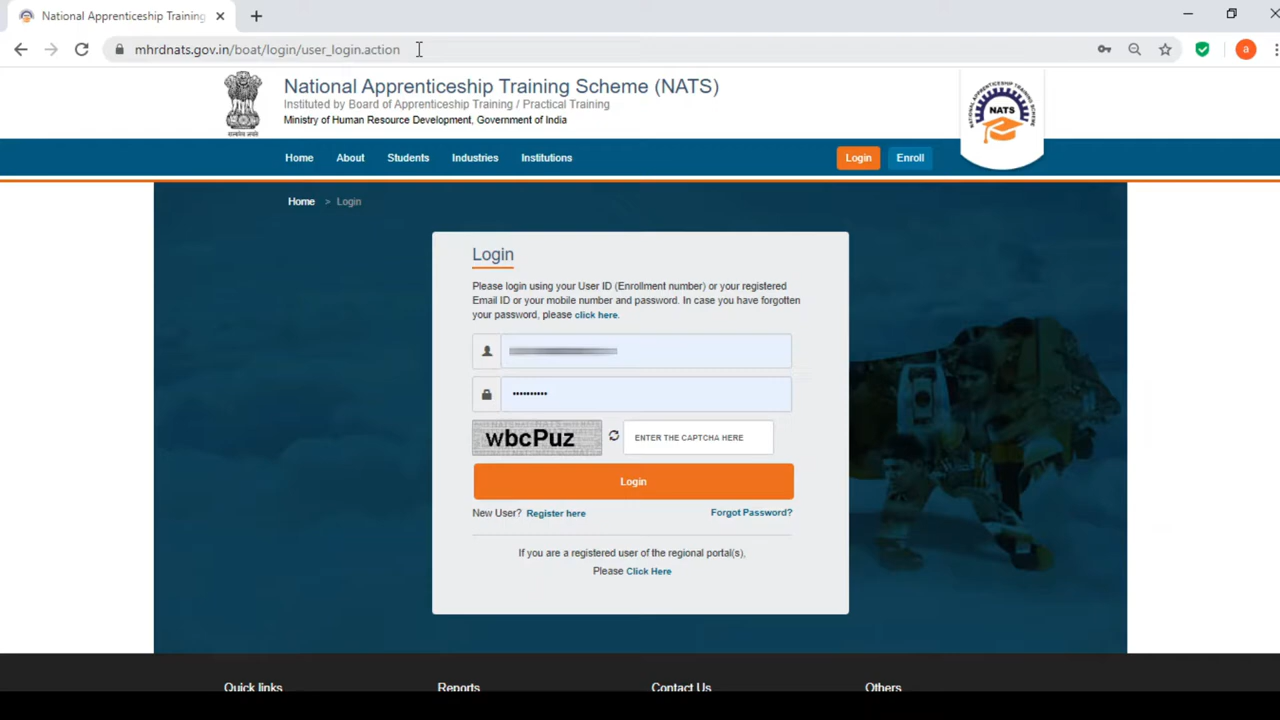 National Apprenticeship Training
mhrdnats.gov.in/boat/login/user_login.action
a
National Apprenticeship Training Scheme (NATS)
Instituted by Board of Apprenticeship Training / Practical Training
Ministry of Human Resource Development, Government of India
NATS
Home About Students Industries Institutions Login Enroll
Home > Login
Login
Please login using your User ID (Enrollment number) or your registered
Email ID or your mobile number and password. In case you have forgotten
your password, please click here.
••••••••••
wbcPuz ENTER THE CAPTCHA HERE
Login
New User? Register here Forgot Password?
If you are a registered user of the regional portal(s),
Please Click Here
Quick links Reports Contact Us Others